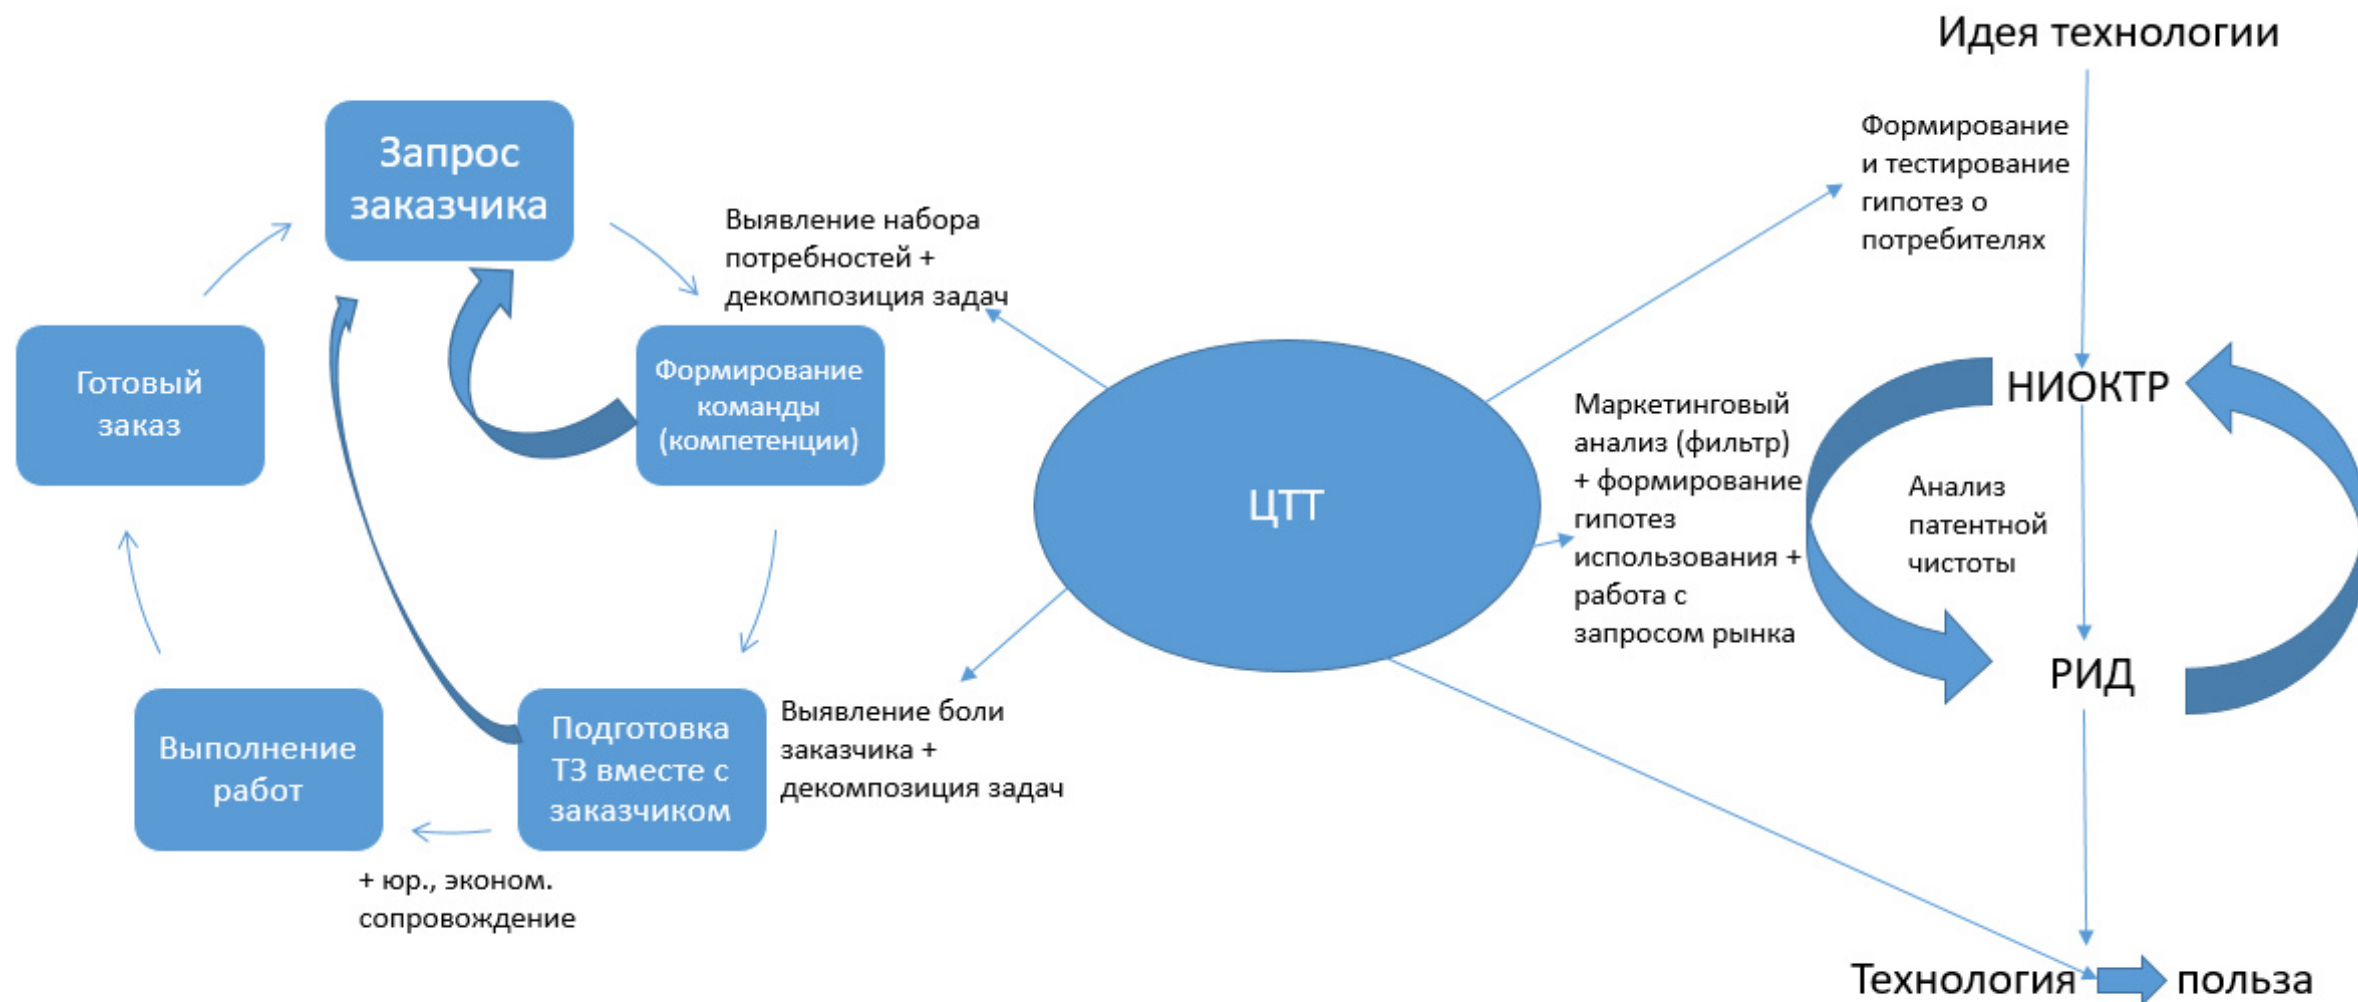 Запрос
заказчика
Выявление набора
потребностей +
декомпозиция задач
Формирование
команды
(компетенции)
Готовый
заказ
Выполнение
работ
Подготовка
ТЗ вместе с
заказчиком
Выявление боли
заказчика +
декомпозиция задач
+ юр., эконом.
сопровождение
ЦТТ
Идея технологии
Формирование
и тестирование
гипотез о
потребителях
Маркетинговый
анализ (фильтр)
+ формирование
гипотез
использования +
работа с
запросом рынка
НИОКТР
Анализ
патентной
чистоты
РИД
Технология
польза